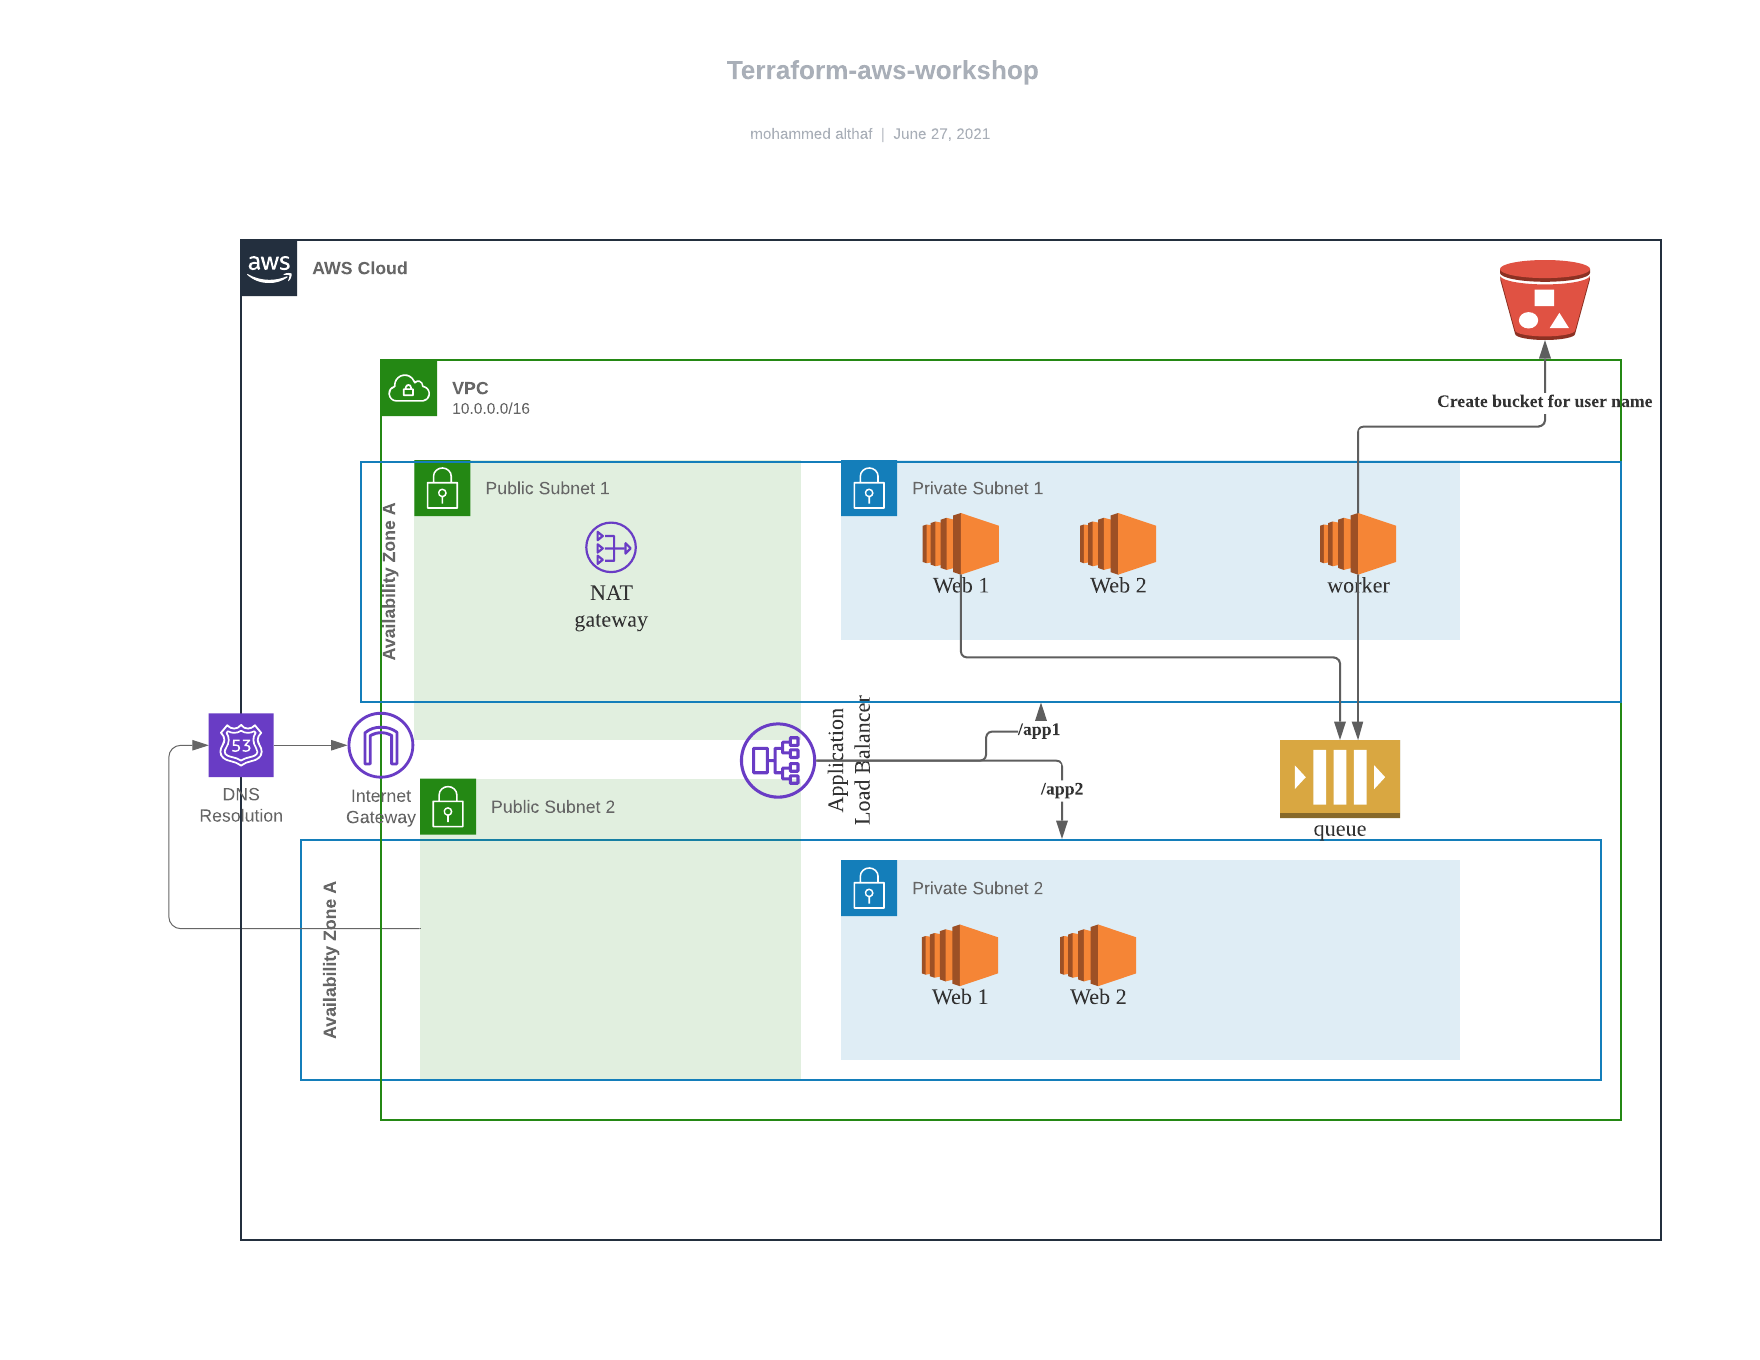 Terraform-aws-workshop
mohammed althaf | June 27, 2021
aws
AWS Cloud
VPC
10.0.0.0/16
Create bucket for user name
Availability Zone A
Public Subnet 1
NAT
gateway
Private Subnet 1
Web 1
Web 2
worker
53
DNS
Resolution
Internet
Gateway
Application
Load Balancer
/app1
/app2
queue
Public Subnet 2
Availability Zone A
Private Subnet 2
Web 1
Web 2